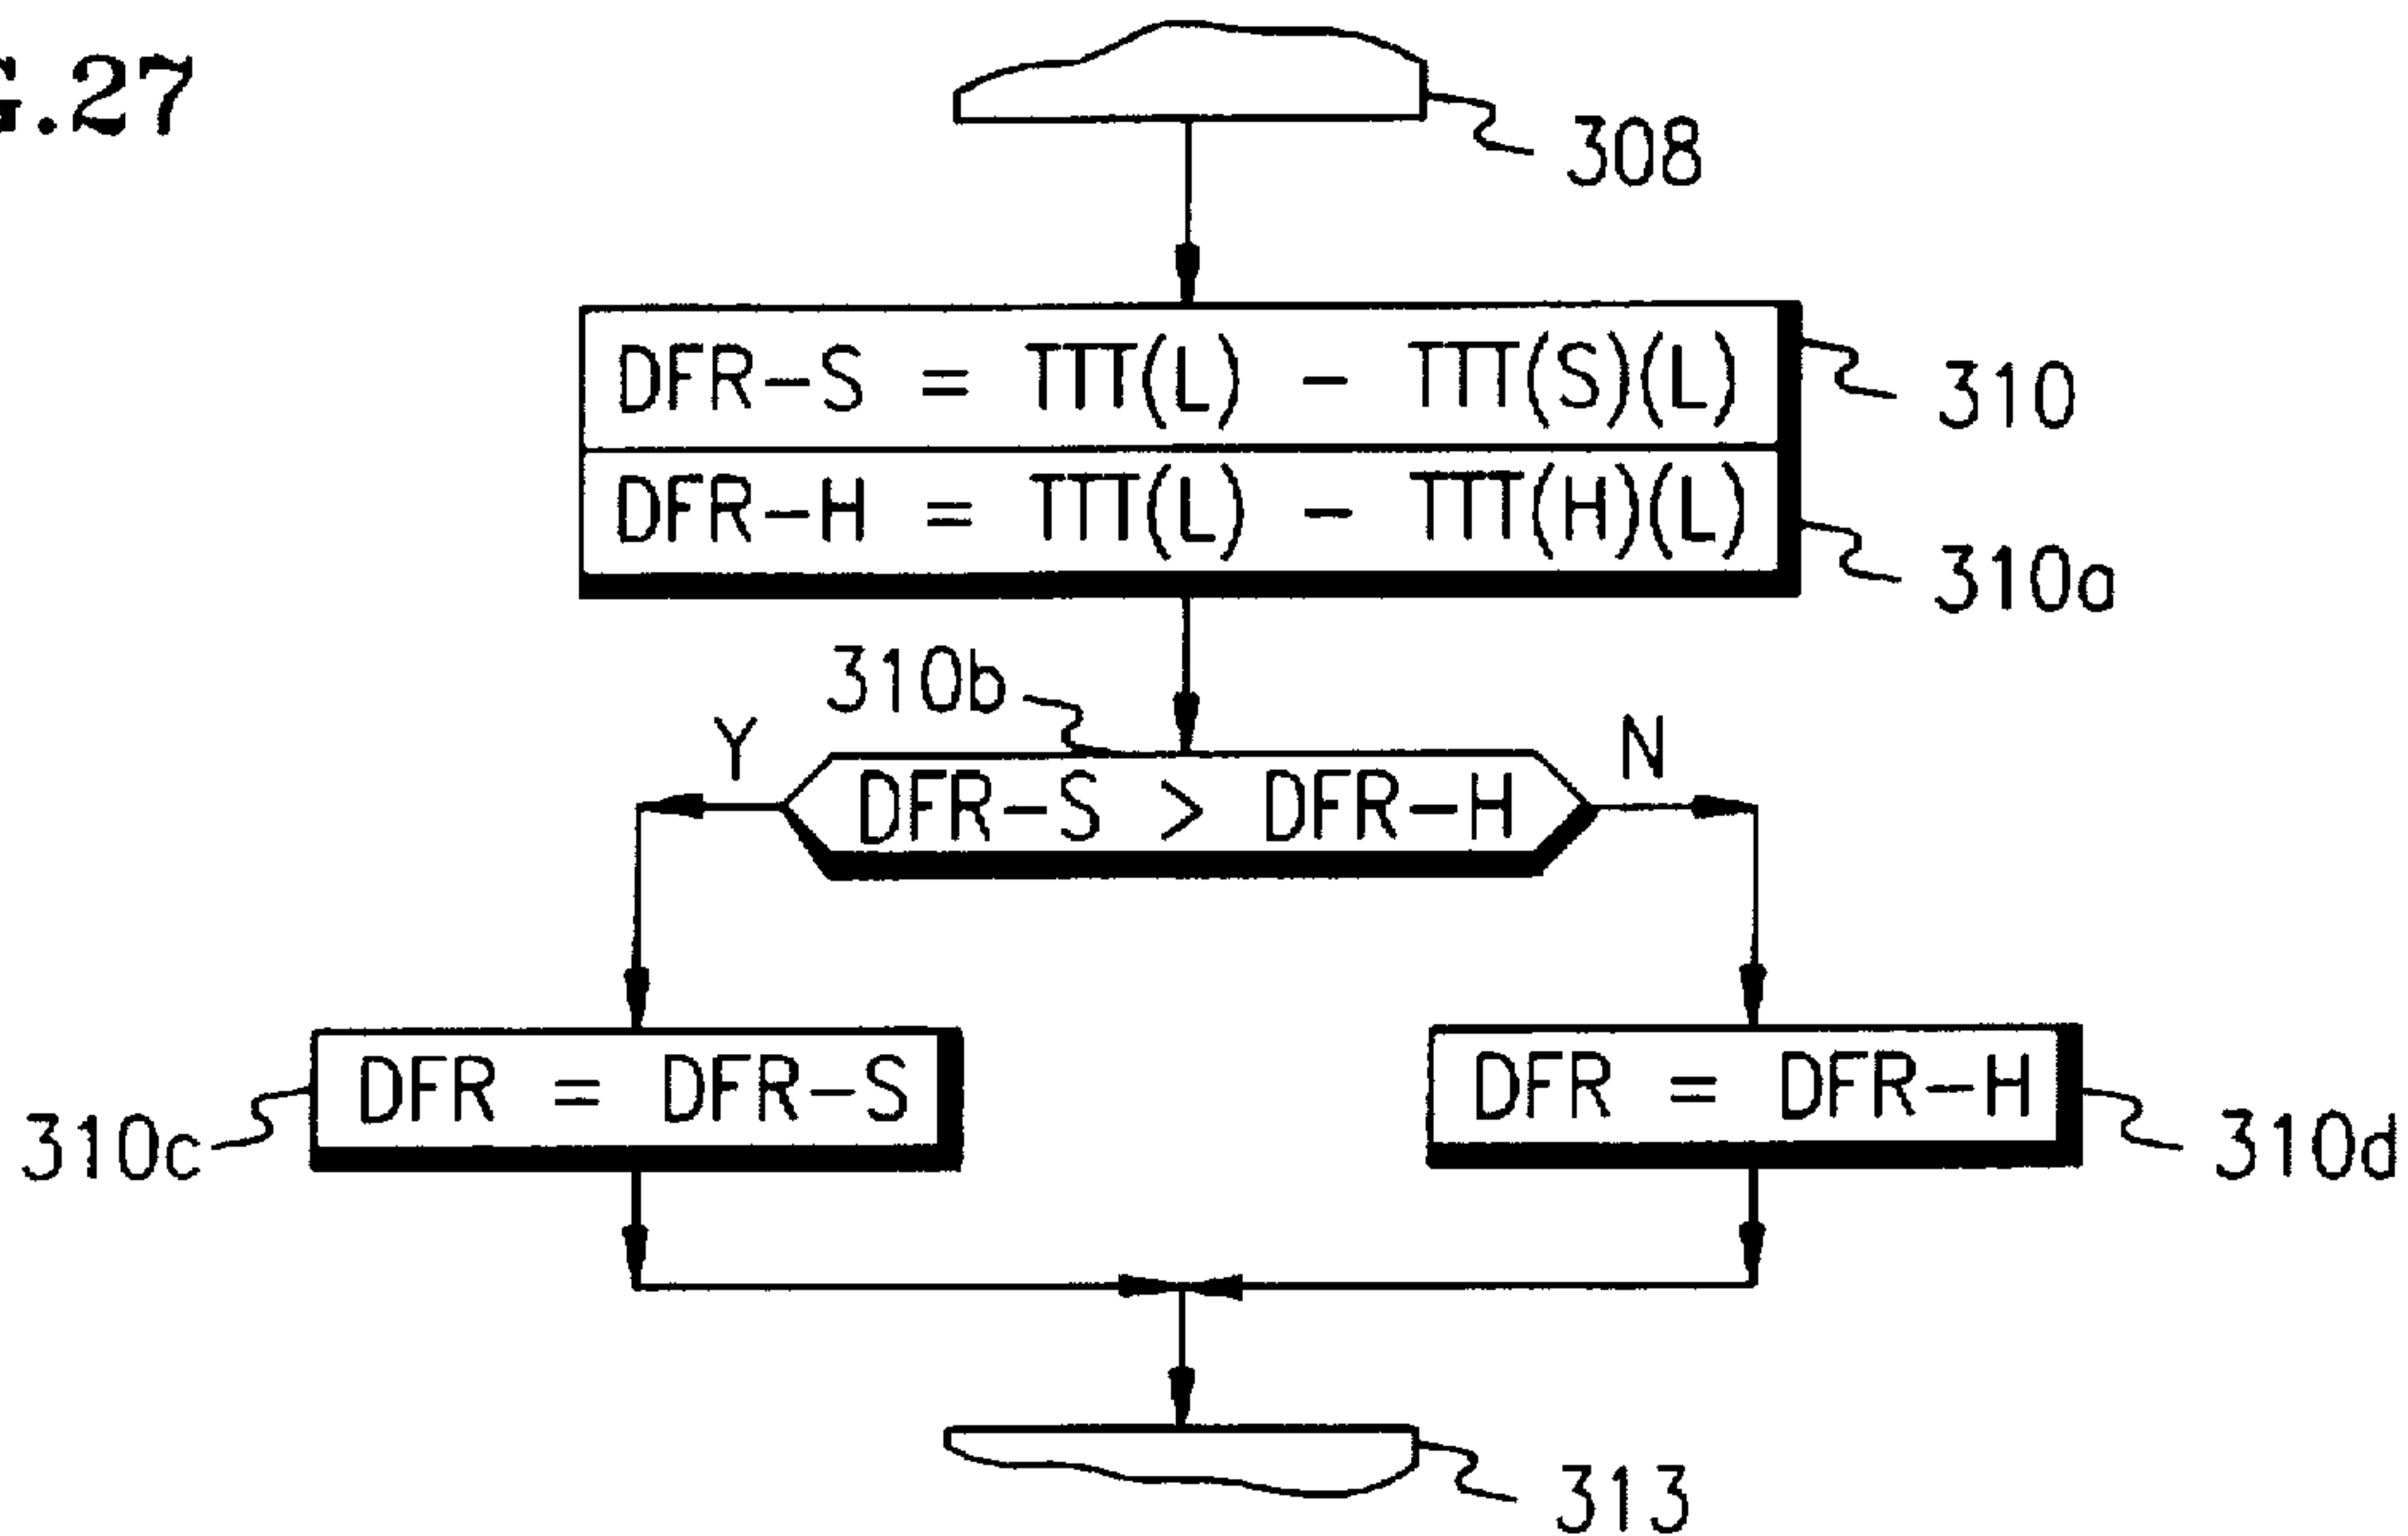 G.27
308
DFR-S = TTT(L) - TTT(S)(L)
310
DFR-H = TTT(L) - TTT(H)(L)
310a
310b
Y
N
DFR-S > DFR-H
DFR = DFR-S
DFR = DFR-H
310c
310d
313